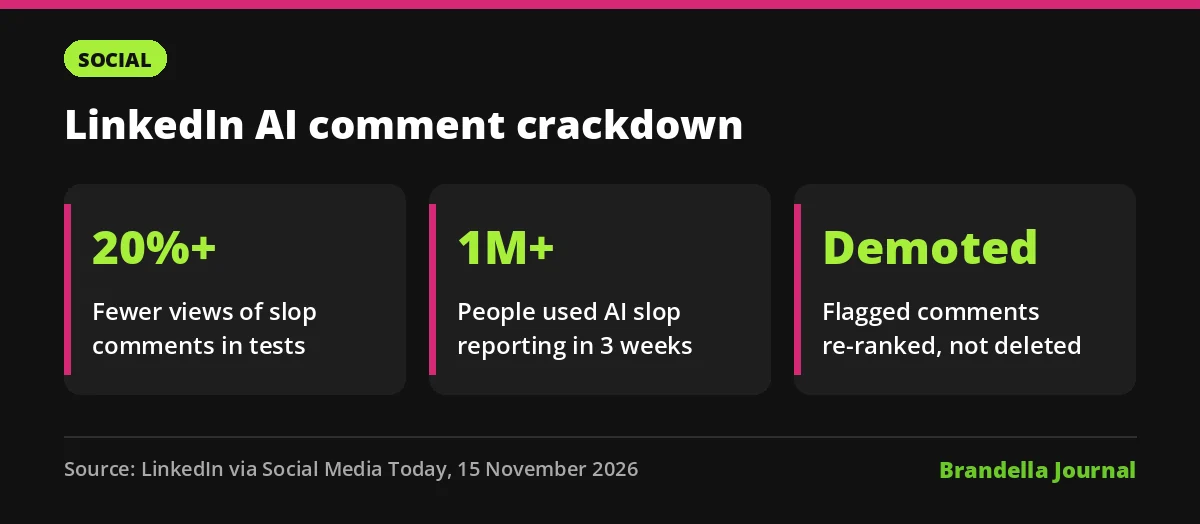 SOCIAL
LinkedIn AI comment crackdown
20%+
Fewer views of slop
comments in tests
1M+
People used AI slop
reporting in 3 weeks
Demoted
Flagged comments
re-ranked, not deleted
Source: LinkedIn via Social Media Today, 15 November 2026
Brandella Journal